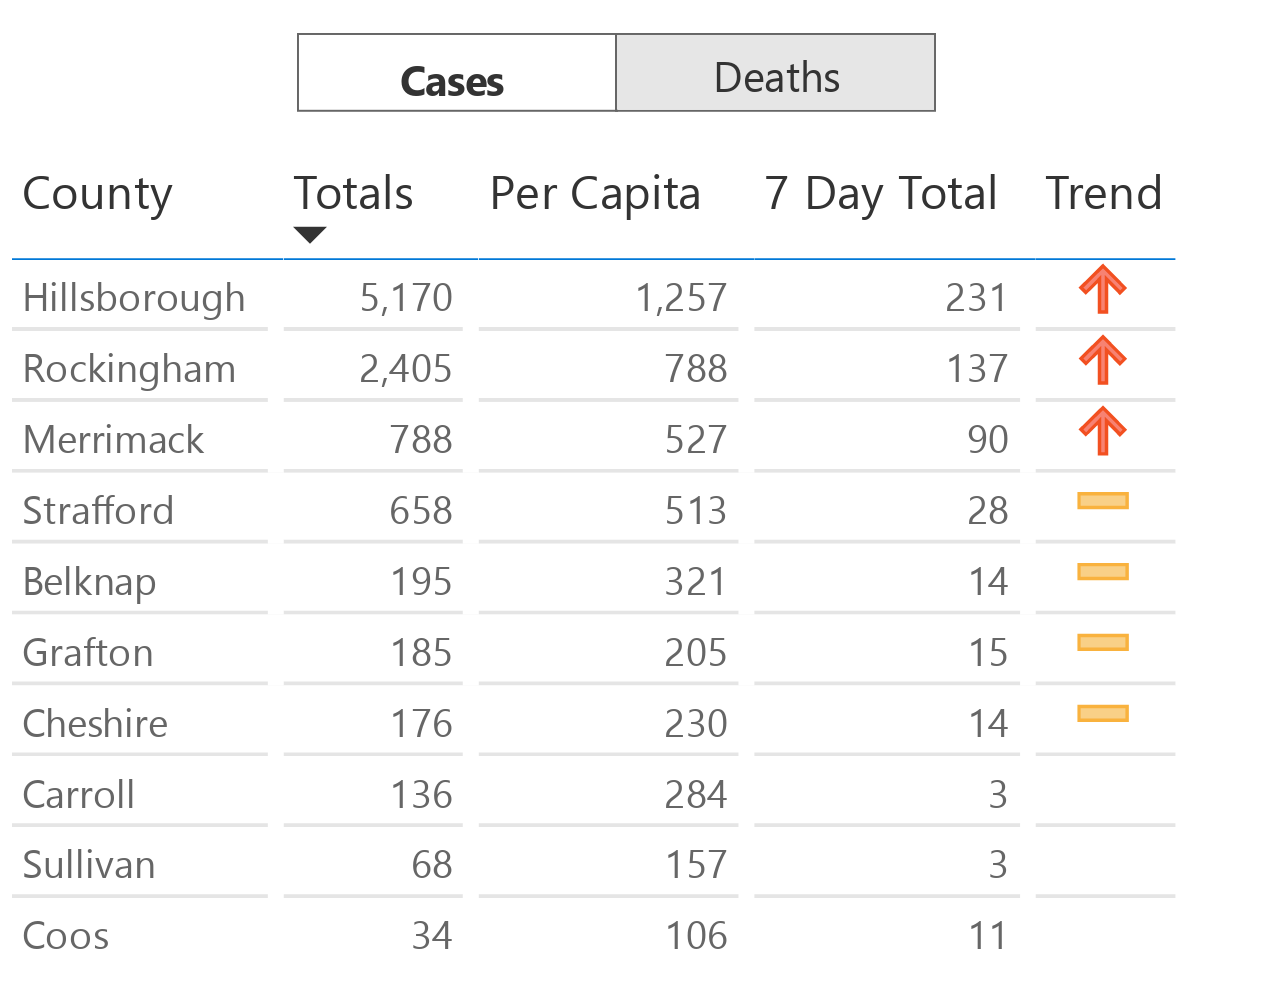 Cases Deaths
County Totals Per Capita 7 Day Total Trend
Hillsborough 5,170 1,257 231
Rockingham 2,405 788 137
Merrimack 788 527 90
Strafford 658 513 28
Belknap 195 321 14
Grafton 185 205 15
Cheshire 176 230 14
Carroll 136 284 3
Sullivan 68 157 3
Coos 34 106 11